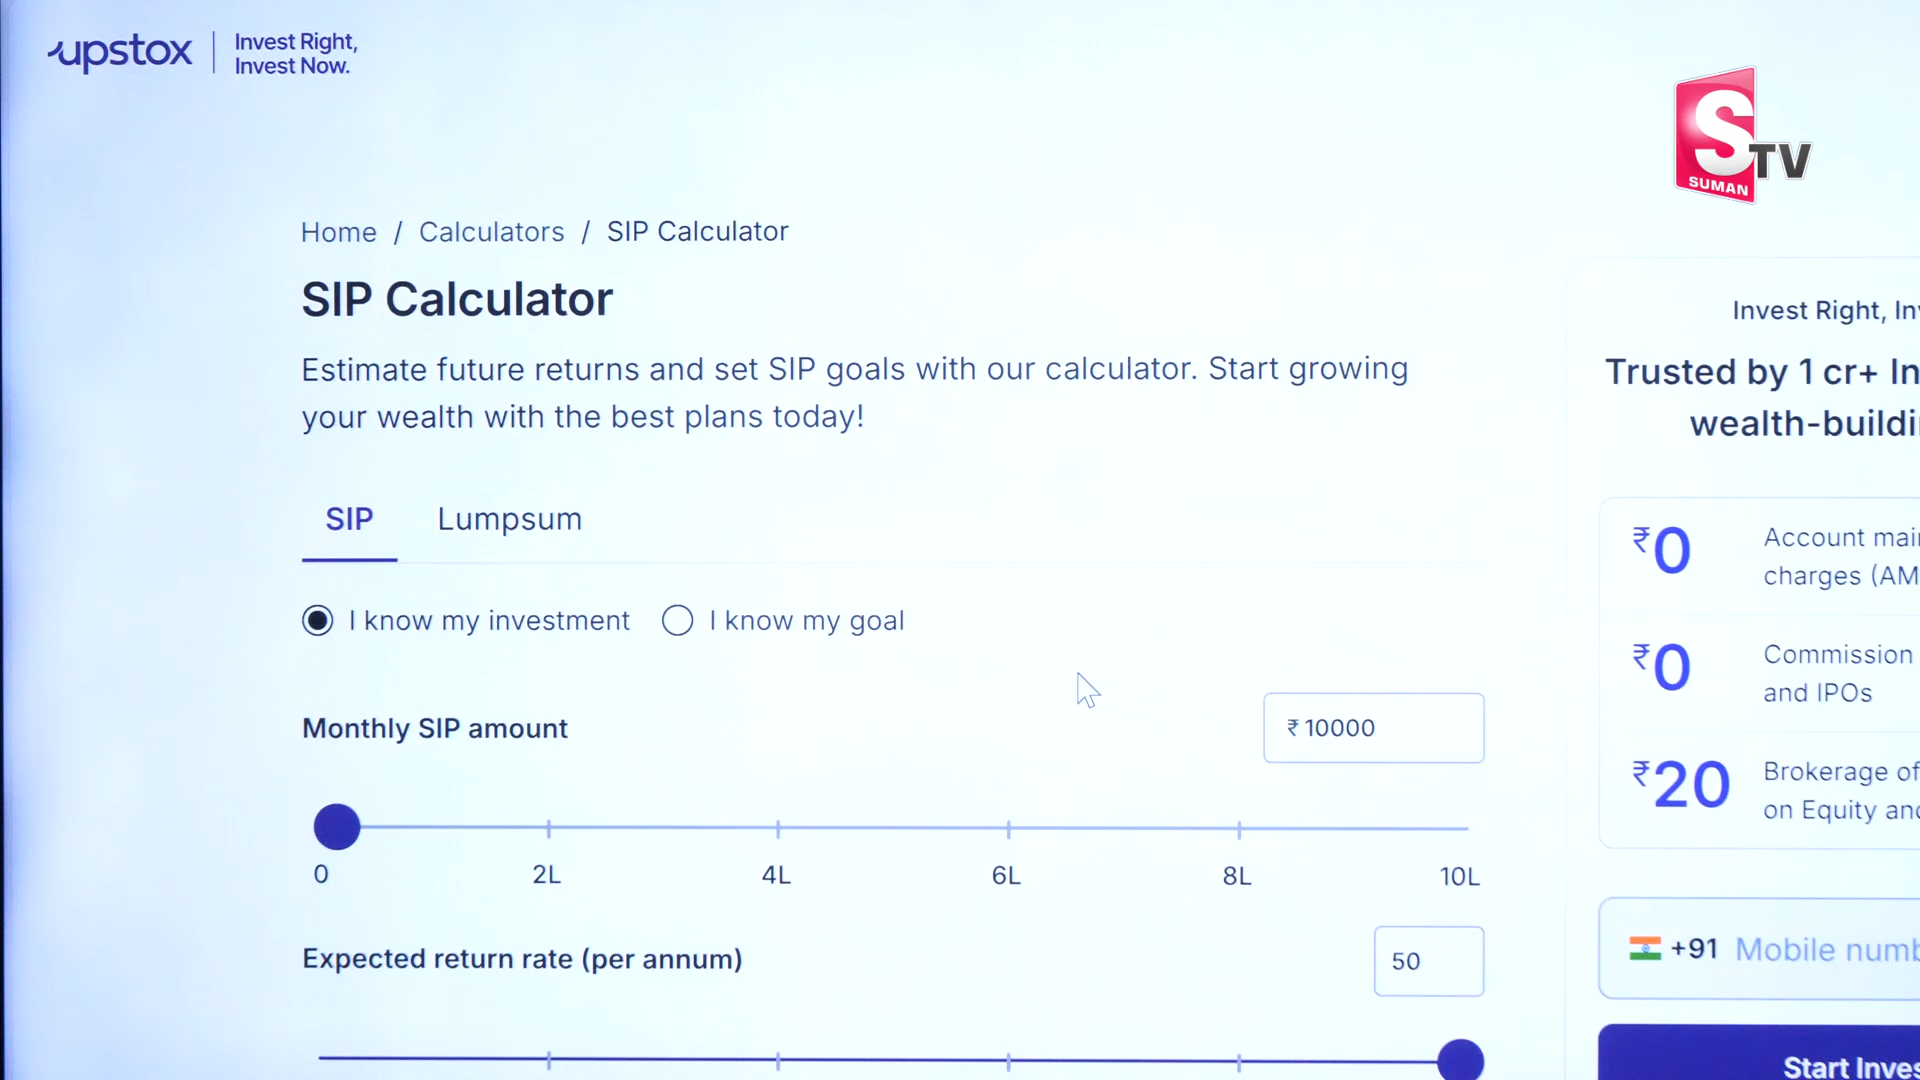 upstox
Invest Right,
Invest Now.
S
TV
SUMAN
Home / Calculators / SIP Calculator
SIP Calculator
Estimate future returns and set SIP goals with our calculator. Start growing
your wealth with the best plans today!
SIP Lumpsum
I know my investment I know my goal
Monthly SIP amount ₹ 10000
0 2L 4L 6L 8L 10L
Expected return rate (per annum) 50
Invest Right,
Trusted by 1 cr+
₹0
charges
₹0 Commission
and IPOs
₹20 Brokerage
on Equity
+91 Mobile
Start